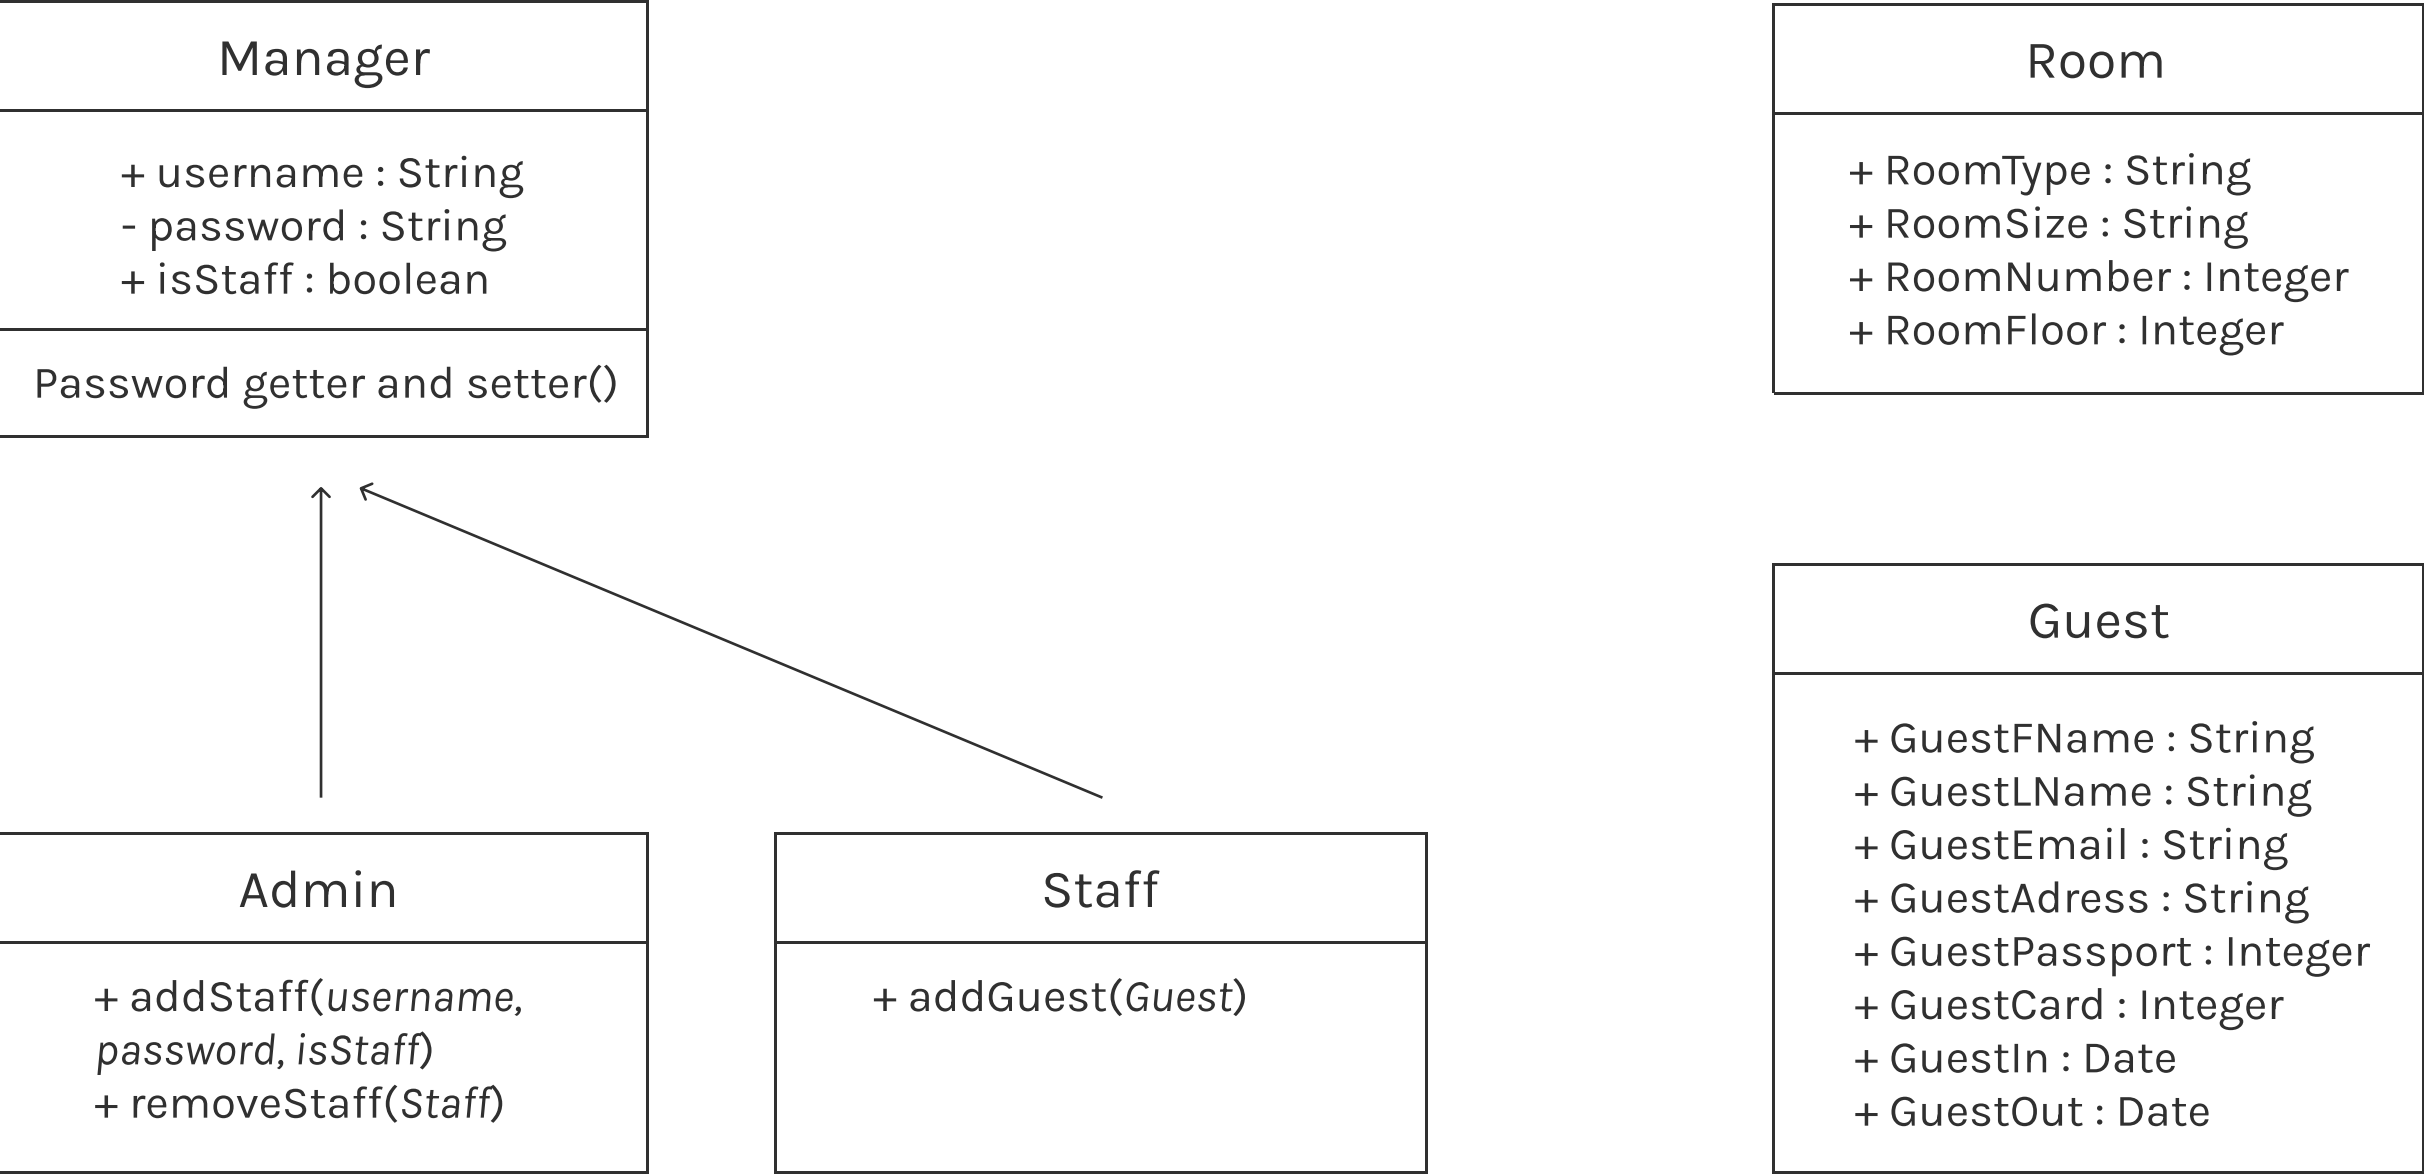 Manager
+ username : String
- password : String
+ isStaff : boolean
Password getter and setter()
Room
+ RoomType : String
+ RoomSize : String
+ RoomNumber : Integer
+ RoomFloor : Integer
Admin
+ addStaff(username,
password, isStaff)
+ removeStaff(Staff)
Staff
+ addGuest(Guest)
Guest
+ GuestFName : String
+ GuestLName : String
+ GuestEmail : String
+ GuestAdress : String
+ GuestPassport : Integer
+ GuestCard : Integer
+ GuestIn : Date
+ GuestOut : Date